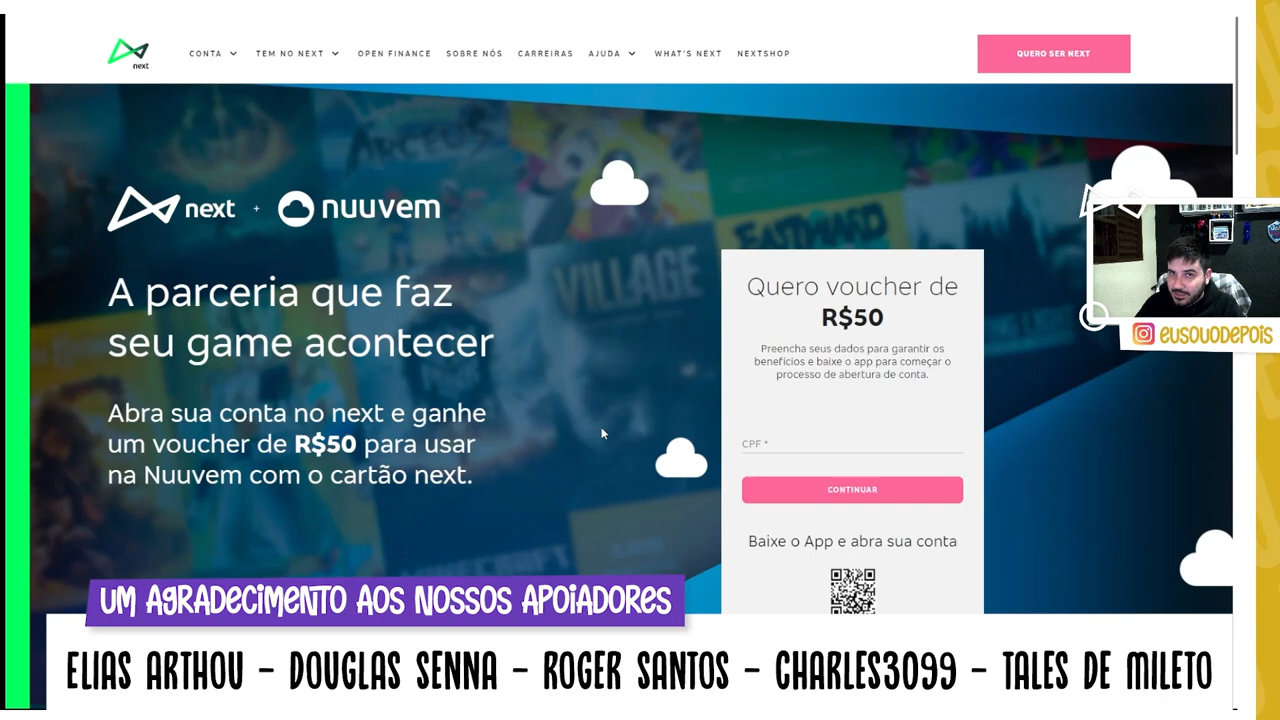 next
CONTA
TEM NO NEXT
OPEN FINANCE
SOBRE NÓS
CARREIRAS
AJUDA
WHAT'S NEXT
NEXTSHOP
QUERO SER NEXT
ARCEUS
EASTWARD
VILLAGE
MINECRAFT
next + nuuvem
A parceria que faz
seu game acontecer
Abra sua conta no next e ganhe
um voucher de R$50 para usar
na Nuuvem com o cartão next.
Quero voucher de
R$50
Preencha seus dados para garantir os
benefícios e baixe o app para começar o
processo de abertura de conta.
CPF *
CONTINUAR
Baixe o App e abra sua conta
EUSOUODEPOIS
UM AGRADECIMENTO AOS NOSSOS APOIADORES
ELIAS ARTHOU - DOUGLAS SENNA - ROGER SANTOS - CHARLES3099 - TALES DE MILETO